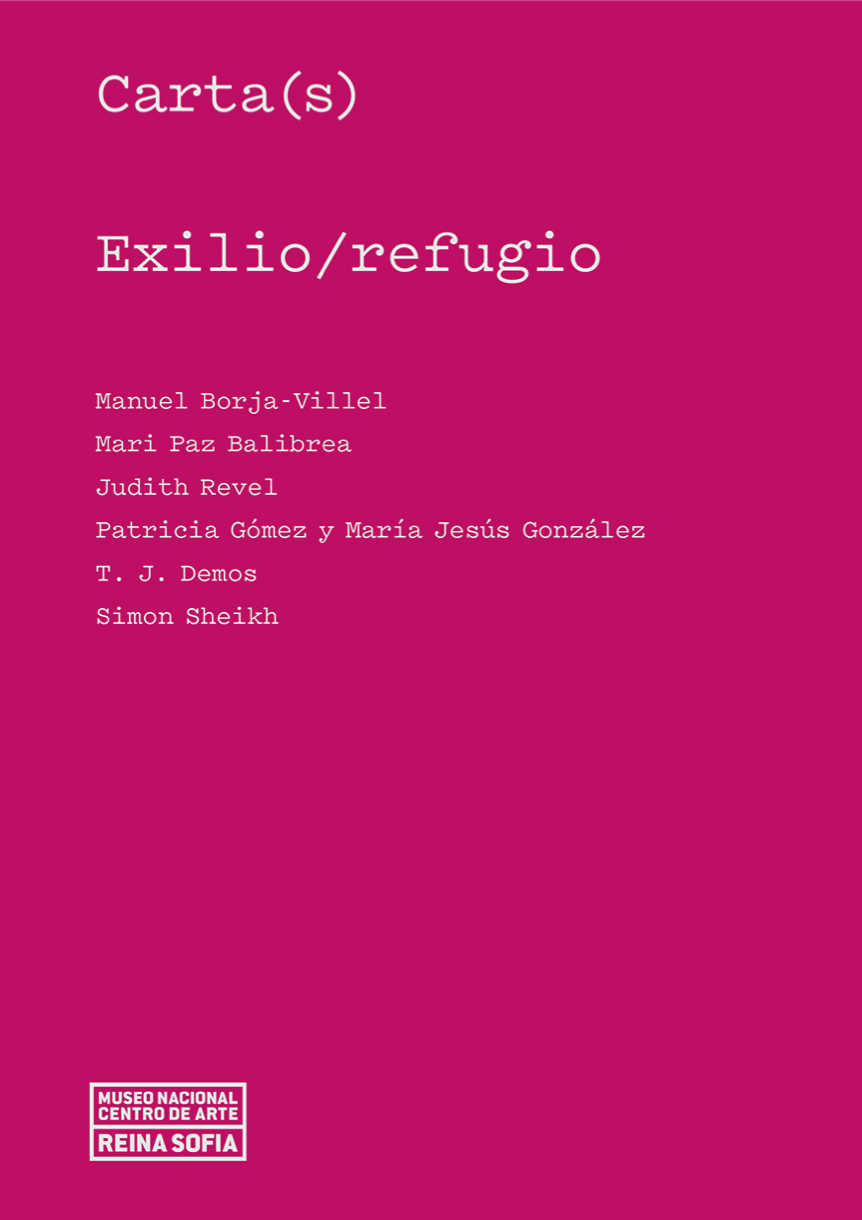 Carta(s)
Exilio/refugio
Manuel Borja-Villel
Mari Paz Balibrea
Judith Revel
Patricia Gómez y María Jesús González
T. J. Demos
Simon Sheikh
MUSEO NACIONAL
CENTRO DE ARTE
REINA SOFIA